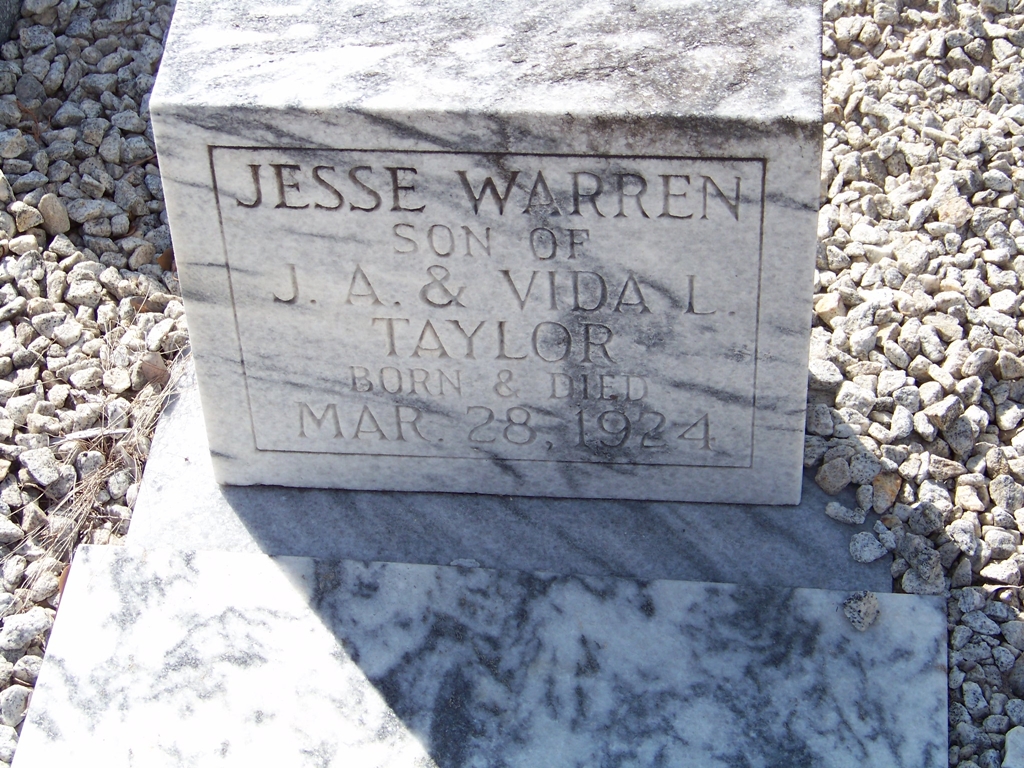 JESSE WARREN
SON OF
J. A. & VIDA L.
TAYLOR
BORN & DIED
MAR. 28, 1924